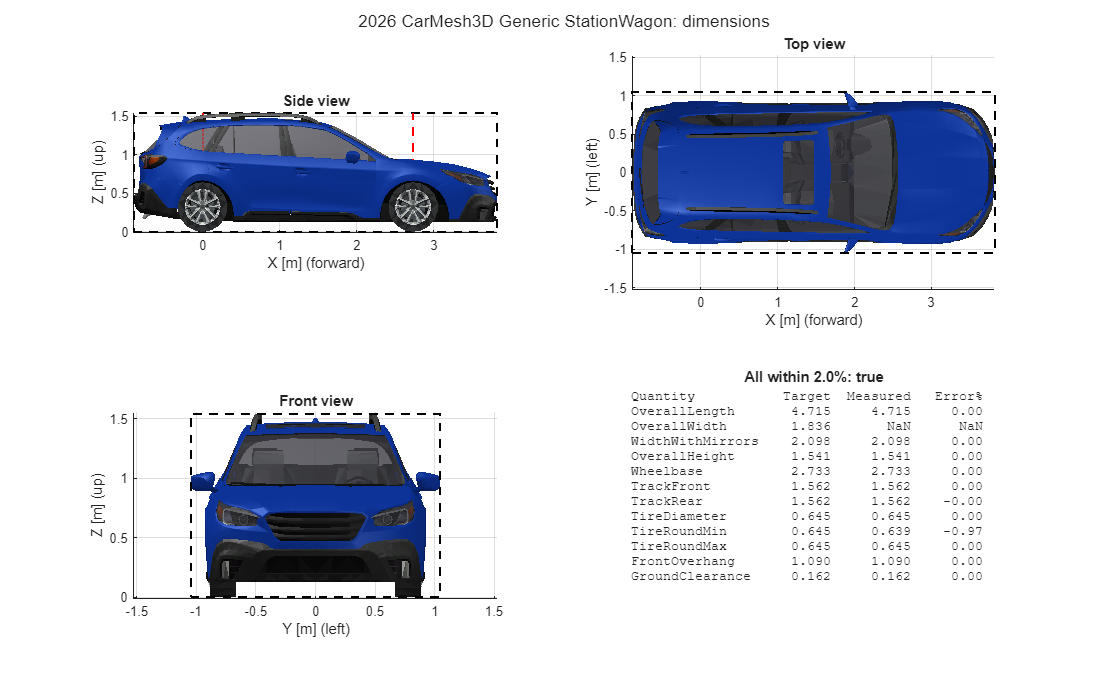 2026 CarMesh3D Generic StationWagon: dimensions
Side view
1.5
1
0.5
0
Z [m] (up)
0 1 2 3
X [m] (forward)
Top view
1.5
1
0.5
0
-0.5
-1
-1.5
Y [m] (left)
0 1 2 3
X [m] (forward)
Front view
1.5
1
0.5
0
Z [m] (up)
-1.5 -1 -0.5 0 0.5 1 1.5
Y [m] (left)
All within 2.0%: true
Quantity Target Measured Error%
OverallLength 4.715 4.715 0.00
OverallWidth 1.836 NaN NaN
WidthWithMirrors 2.098 2.098 0.00
OverallHeight 1.541 1.541 0.00
Wheelbase 2.733 2.733 0.00
TrackFront 1.562 1.562 0.00
TrackRear 1.562 1.562 -0.00
TireDiameter 0.645 0.645 0.00
TireRoundMin 0.645 0.639 -0.97
TireRoundMax 0.645 0.645 0.00
FrontOverhang 1.090 1.090 0.00
GroundClearance 0.162 0.162 0.00